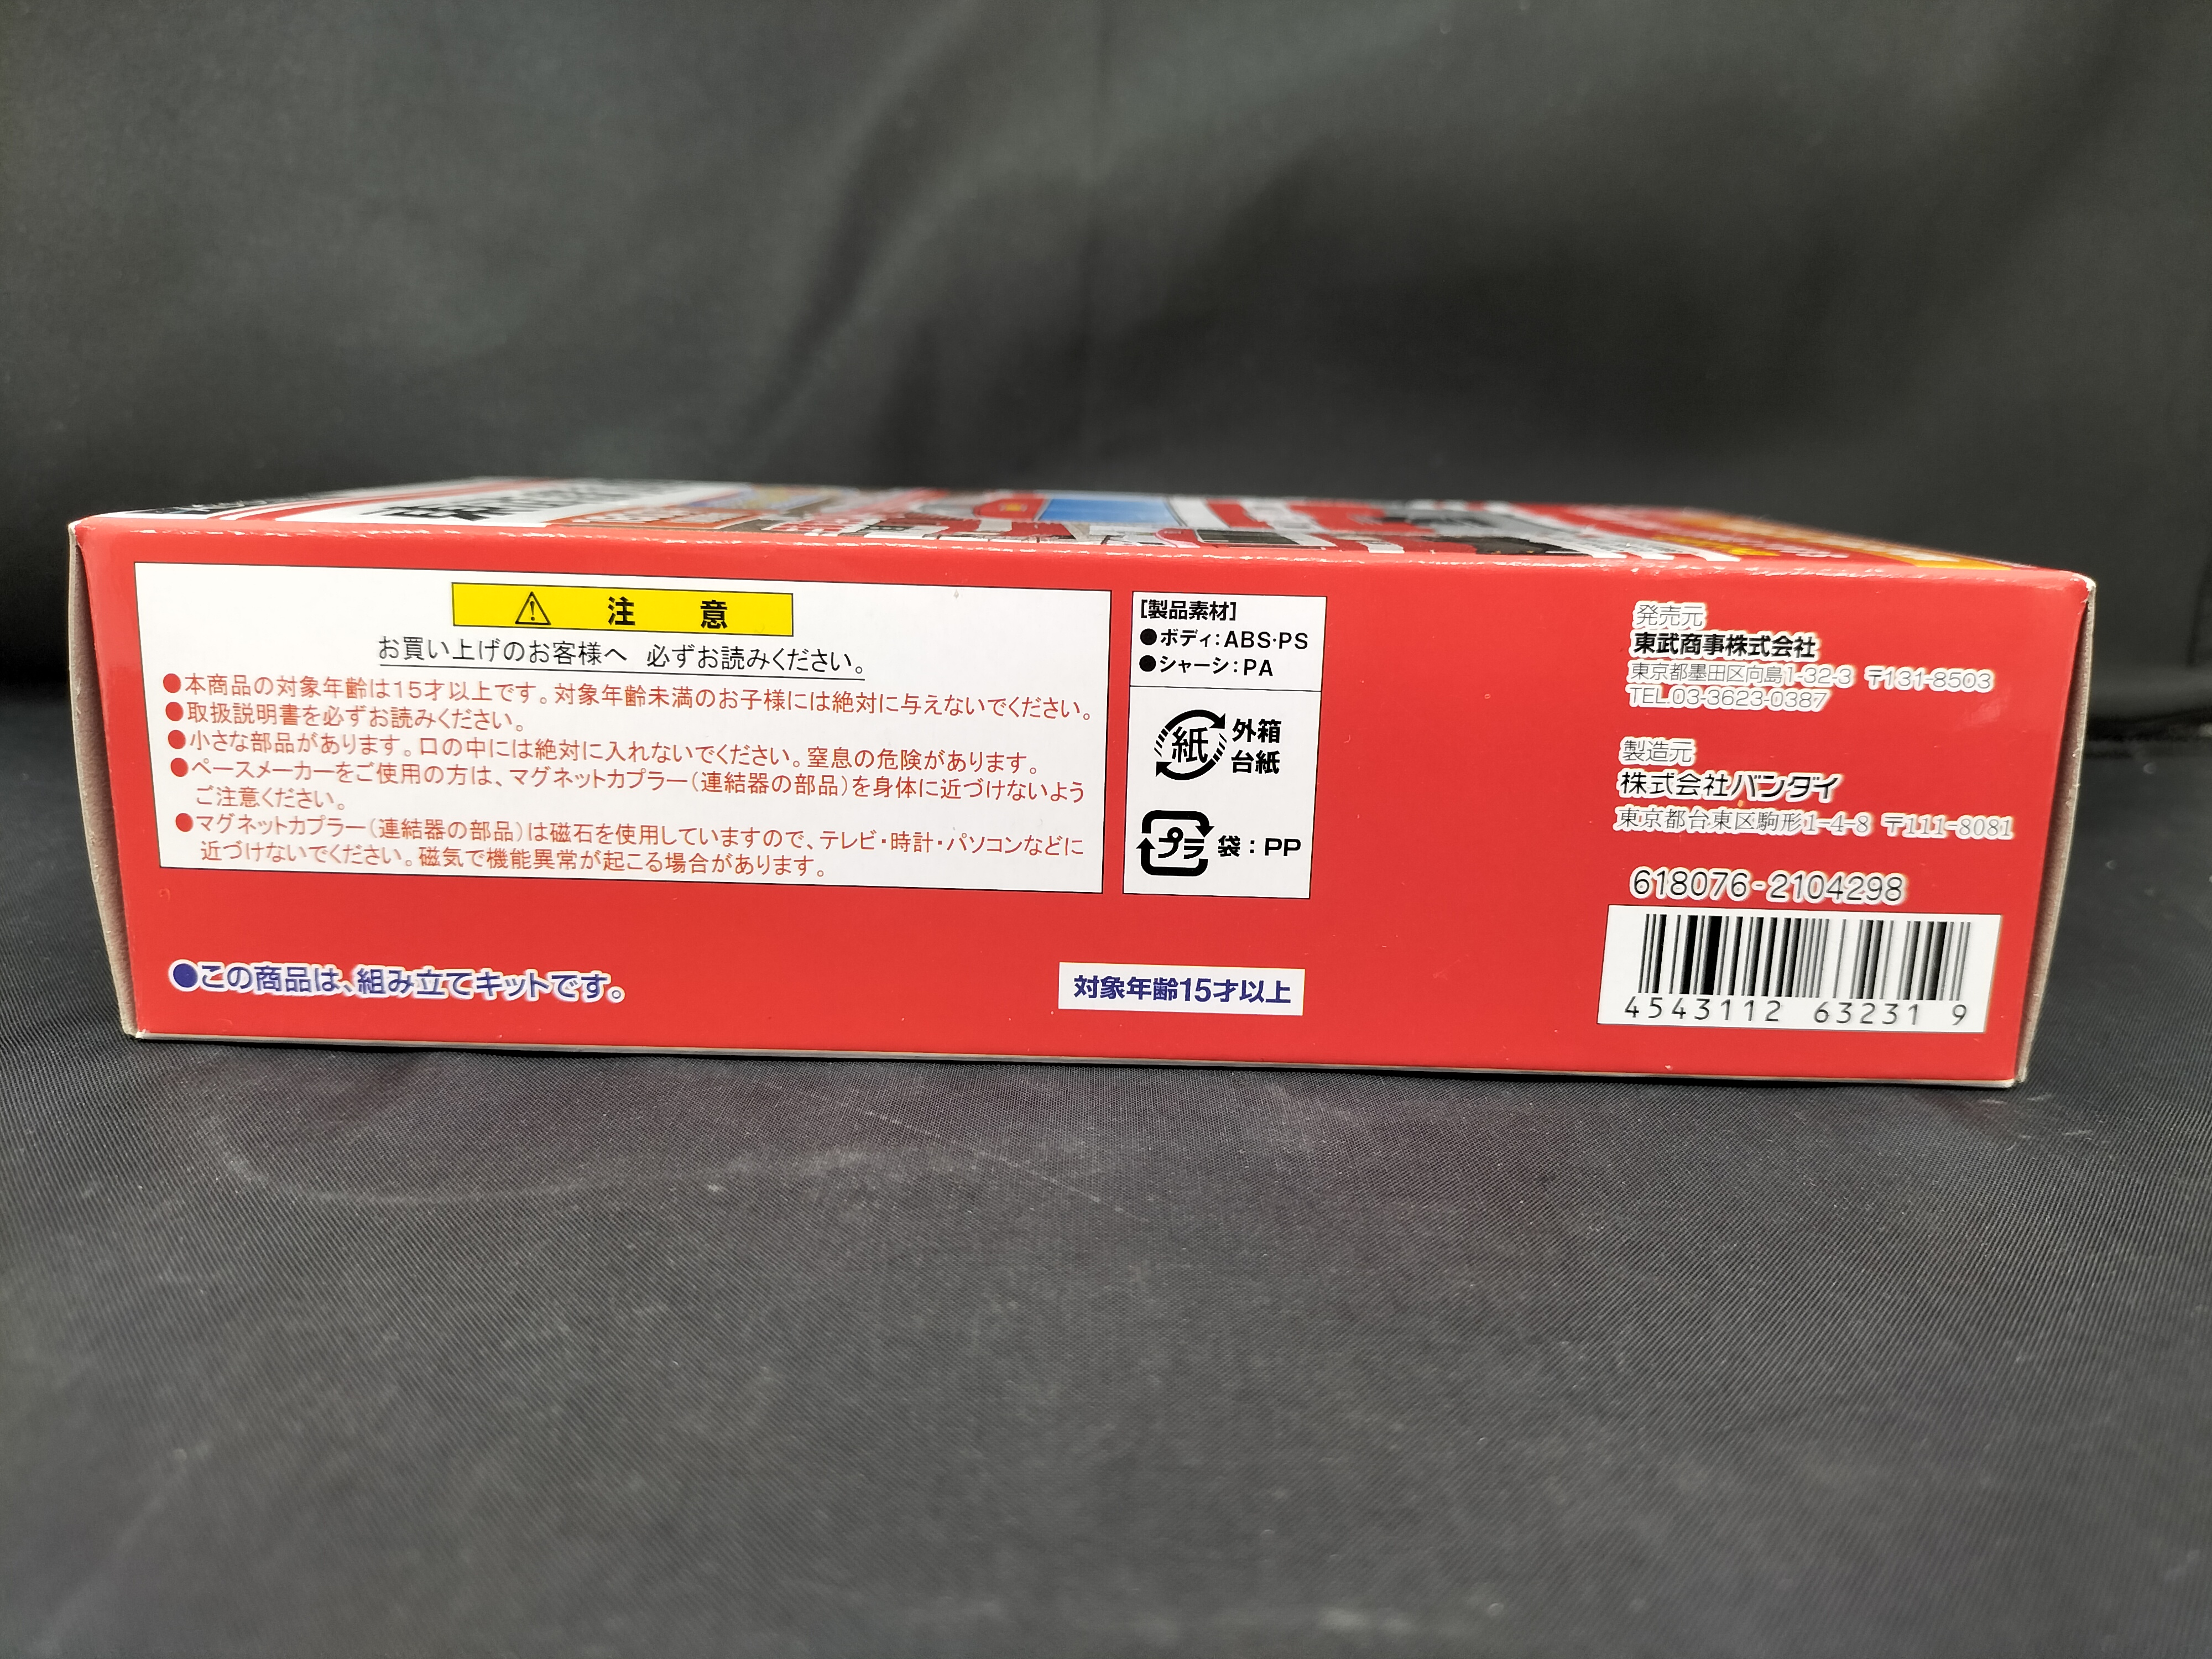 ⚠ 注 意
お買い上げのお客様へ 必ずお読みください。
●本商品の対象年齢は15才以上です。対象年齢未満のお子様には絶対に与えないでください。
●取扱説明書を必ずお読みください。
●小さな部品があります。口の中には絶対に入れないでください。窒息の危険があります。
●ペースメーカーをご使用の方は、マグネットカプラー(連結器の部品)を身体に近づけないよう
ご注意ください。
●マグネットカプラー(連結器の部品)は磁石を使用していますので、テレビ・時計・パソコンなどに
近づけないでください。磁気で機能異常が起こる場合があります。
●この商品は、組み立てキットです。
[製品素材]
●ボディ:ABS・PS
●シャーシ:PA
紙 外箱
台紙
プラ 袋:PP
対象年齢15才以上
発売元
東武商事株式会社
東京都墨田区向島1-32-3 〒131-8503
TEL.03-3623-0387
製造元
株式会社バンダイ
東京都台東区駒形1-4-8 〒111-8081
618076-2104298
4543112 63231 9